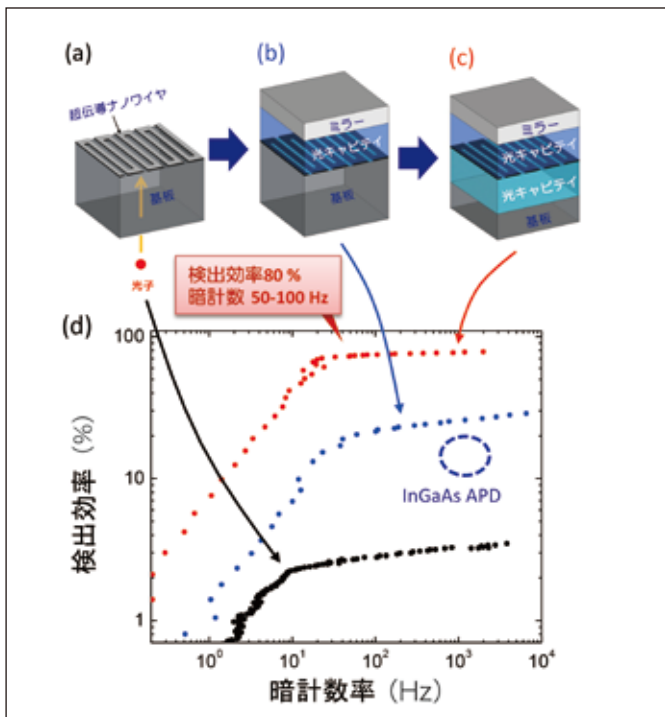 (a)
(b)
(c)
超伝導ナノワイヤ
基板
光子
ミラー
光キャビティ
基板
ミラー
光キャビティ
光キャビティ
基板
検出効率80 %
暗計数 50-100 Hz
(d)
検出効率 (%)
100
10
1
InGaAs APD
10⁰
10¹
10²
10³
10⁴
暗計数率 (Hz)